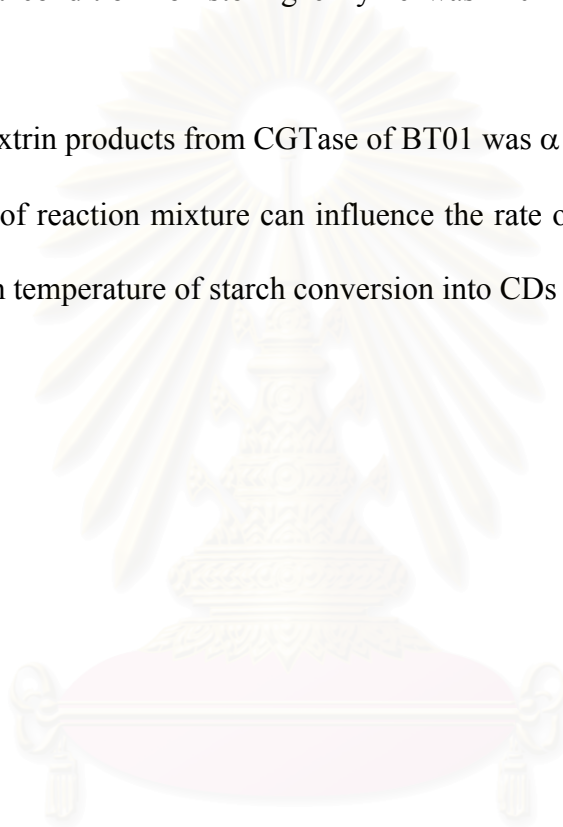 xtrin products from CGTase of BT01 was α
of reaction mixture can influence the rate
n temperature of starch conversion into CDs